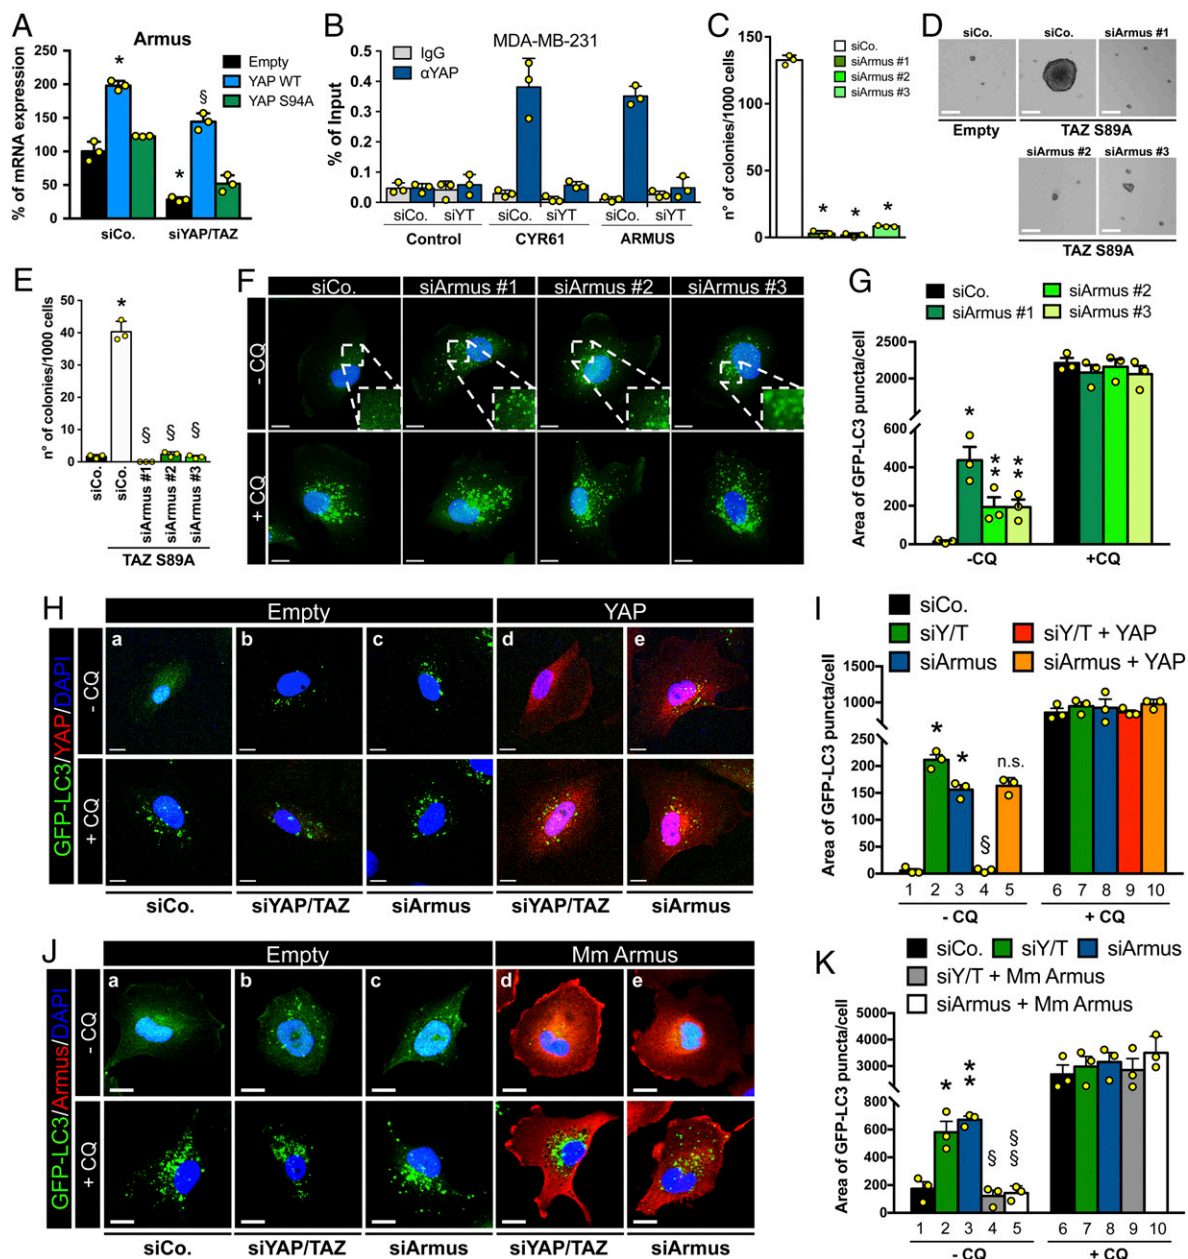 A
Armus
% of mRNA expression
250
200
150
100
50
0
*
*
§
Empty
YAP WT
YAP S94A
siCo.
siYAP/TAZ
B
MDA-MB-231
IgG
αYAP
% of Input
0.5
0.4
0.3
0.2
0.1
0.0
siCo. siYT siCo. siYT siCo. siYT
Control CYR61 ARMUS
C
n° of colonies/1000 cells
150
100
50
0
siCo.
siArmus #1
siArmus #2
siArmus #3
* * *
D
siCo. siCo. siArmus #1
Empty TAZ S89A
siArmus #2 siArmus #3
TAZ S89A
E
n° of colonies/1000 cells
50
40
30
20
10
0
*
§ § §
siCo. siCo. siArmus #1 siArmus #2 siArmus #3
TAZ S89A
F
siCo. siArmus #1 siArmus #2 siArmus #3
- CQ
+ CQ
G
siCo. siArmus #2
siArmus #1 siArmus #3
Area of GFP-LC3 puncta/cell
2500
2000
600
400
200
0
* ** **
-CQ +CQ
H
Empty YAP
GFP-LC3/YAP/DAPI
- CQ
+ CQ
a b c d e
siCo. siYAP/TAZ siArmus siYAP/TAZ siArmus
I
siCo.
siY/T siY/T + YAP
siArmus siArmus + YAP
Area of GFP-LC3 puncta/cell
1500
1000
250
200
150
100
50
0
* * § n.s.
1 2 3 4 5 6 7 8 9 10
- CQ + CQ
J
Empty Mm Armus
GFP-LC3/Armus/DAPI
- CQ
+ CQ
a b c d e
siCo. siYAP/TAZ siArmus siYAP/TAZ siArmus
K
siCo. siY/T siArmus
siY/T + Mm Armus
siArmus + Mm Armus
Area of GFP-LC3 puncta/cell
5000
3000
800
600
400
200
0
* ** §§ §§
1 2 3 4 5 6 7 8 9 10
- CQ + CQ